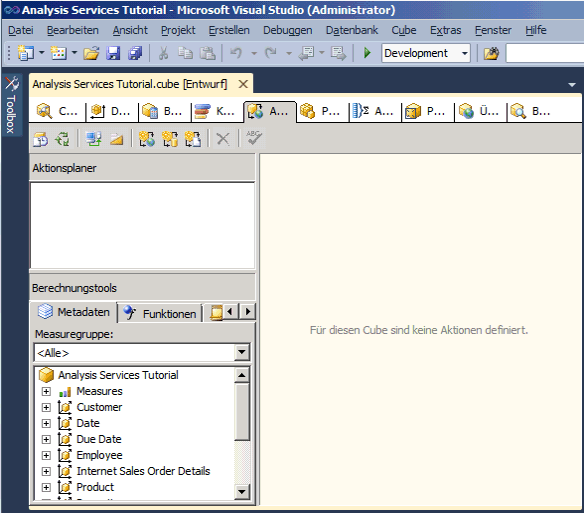 Analysis Services Tutorial - Microsoft Visual Studio (Administrator)
Datei Bearbeiten Ansicht Projekt Erstellen Debuggen Datenbank Cube Extras Fenster Hilfe
Development
Toolbox
Analysis Services Tutorial.cube [Entwurf]
C... D... B... K... A... P... A... P... Ü... B...
ABC
Aktionsplaner
Berechnungstools
Metadaten Funktionen
Measuregruppe:
<Alle>
Analysis Services Tutorial
Measures
Customer
Date
Due Date
Employee
Internet Sales Order Details
Product
Für diesen Cube sind keine Aktionen definiert.